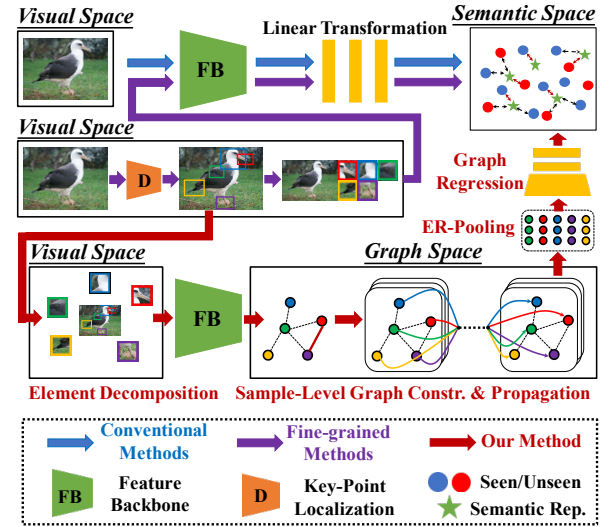 Visual Space
Semantic Space
Linear Transformation
FB
Visual Space
D
Graph
Regression
ER-Pooling
Visual Space
Graph Space
FB
Element Decomposition
Sample-Level Graph Constr. & Propagation
Conventional
Methods
Fine-grained
Methods
Our Method
FB
Feature
Backbone
D
Key-Point
Localization
Seen/Unseen
Semantic Rep.